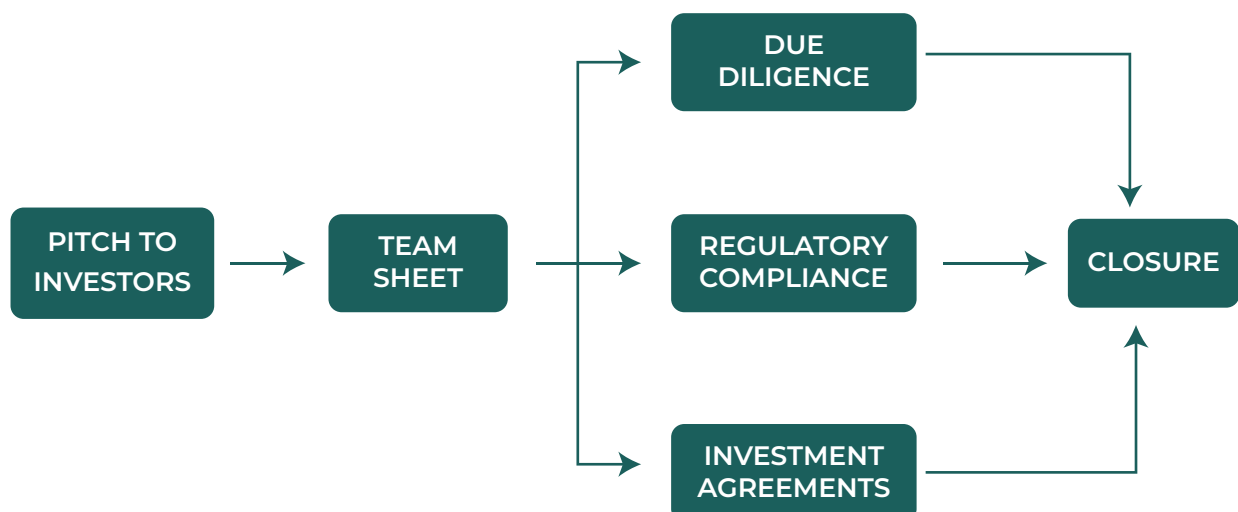 PITCH TO
INVESTORS
TEAM
SHEET
DUE
DILIGENCE
REGULATORY
COMPLIANCE
INVESTMENT
AGREEMENTS
CLOSURE